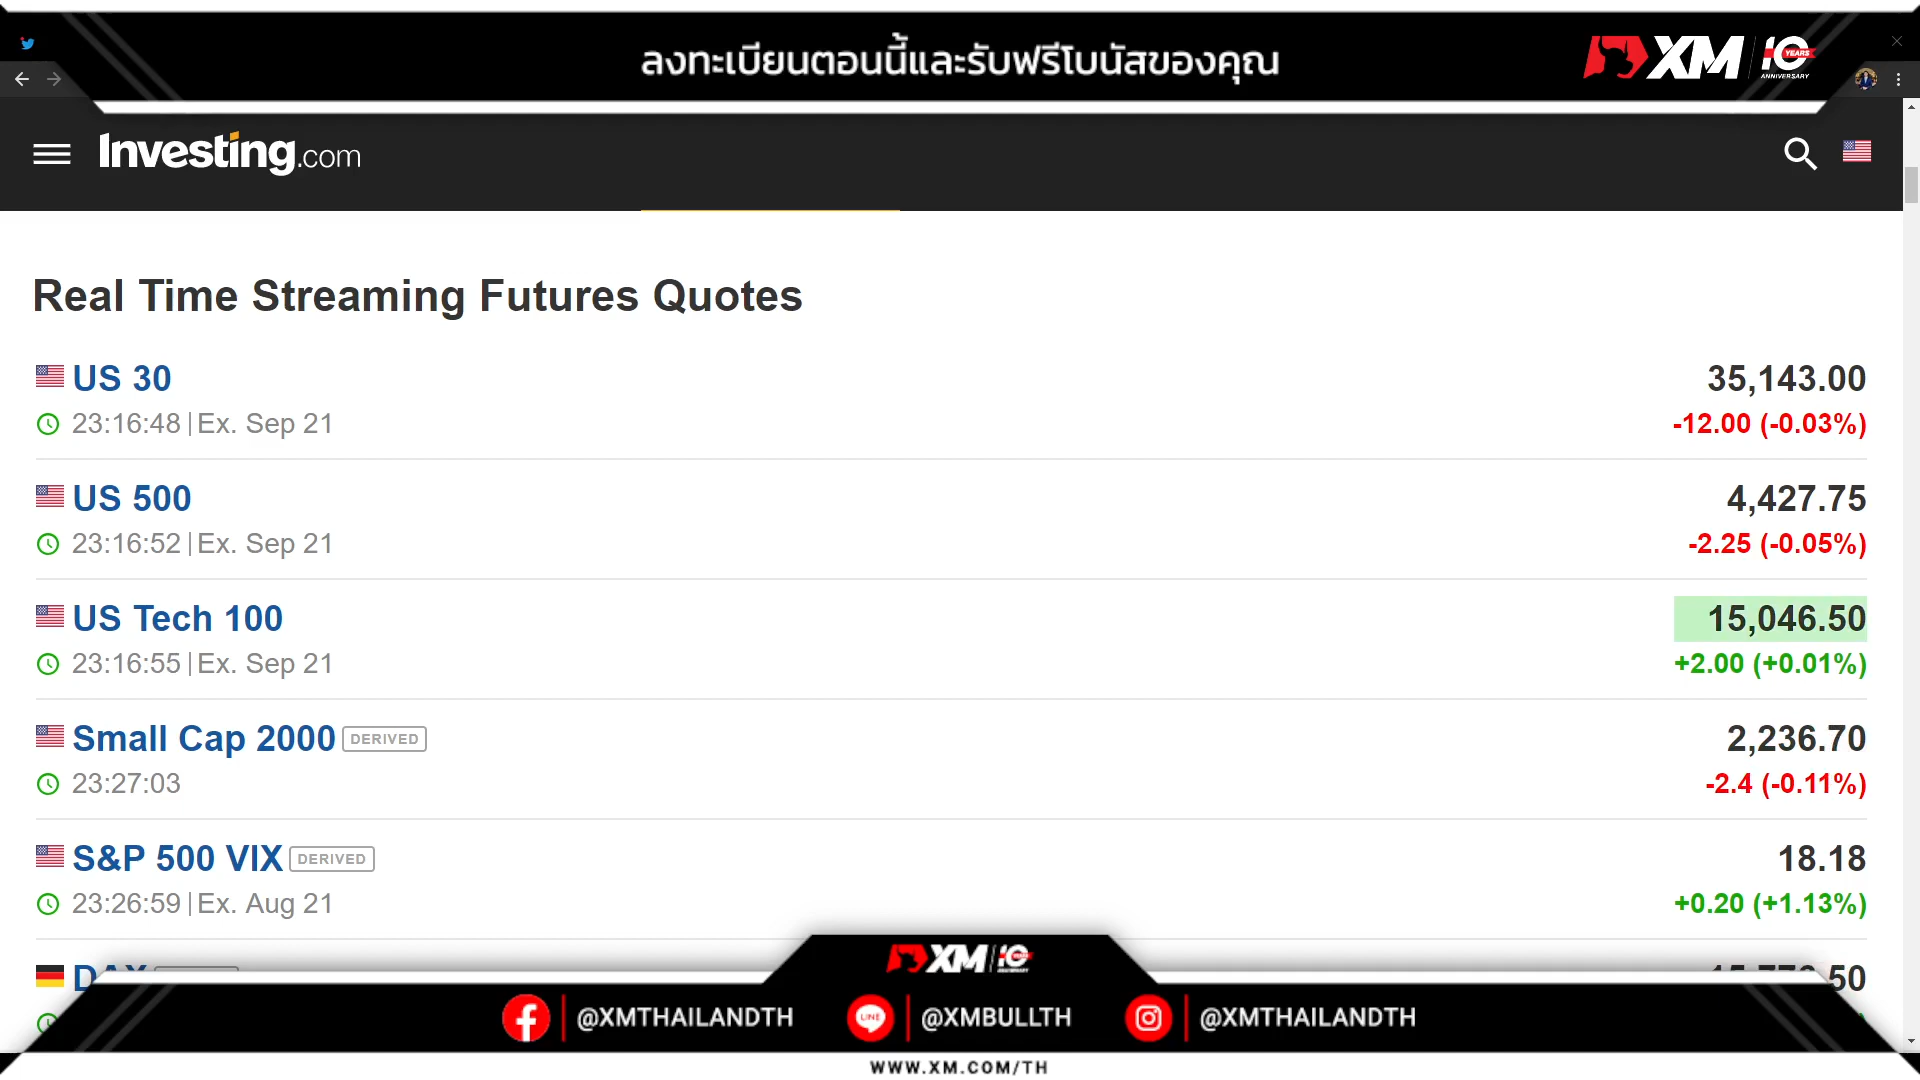 ลงทะเบียนตอนนี้และรับฟรีโบนัสของคุณ
XM 10 YEARS ANNIVERSARY
Investing.com
Real Time Streaming Futures Quotes
US 30 35,143.00
23:16:48 | Ex. Sep 21 -12.00 (-0.03%)
US 500 4,427.75
23:16:52 | Ex. Sep 21 -2.25 (-0.05%)
US Tech 100 15,046.50
23:16:55 | Ex. Sep 21 +2.00 (+0.01%)
Small Cap 2000 DERIVED 2,236.70
23:27:03 -2.4 (-0.11%)
S&P 500 VIX DERIVED 18.18
23:26:59 | Ex. Aug 21 +0.20 (+1.13%)
DAX
XM 10
@XMTHAILANDTH LINE @XMBULLTH @XMTHAILANDTH
WWW.XM.COM/TH